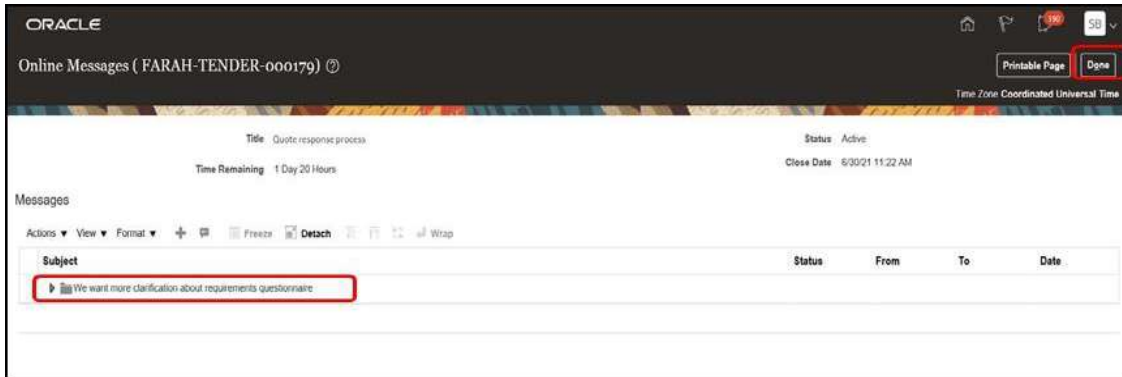 ORACLE
190
SB
Online Messages ( FARAH-TENDER-000179)
Printable Page
Done
Time Zone Coordinated Universal Time
Title Quote response process
Status Active
Time Remaining 1 Day 20 Hours
Close Date 6/30/21 11:22 AM
Messages
Actions View Format Freeze Detach Wrap
Subject Status From To Date
We want more clarification about requirements questionnaire